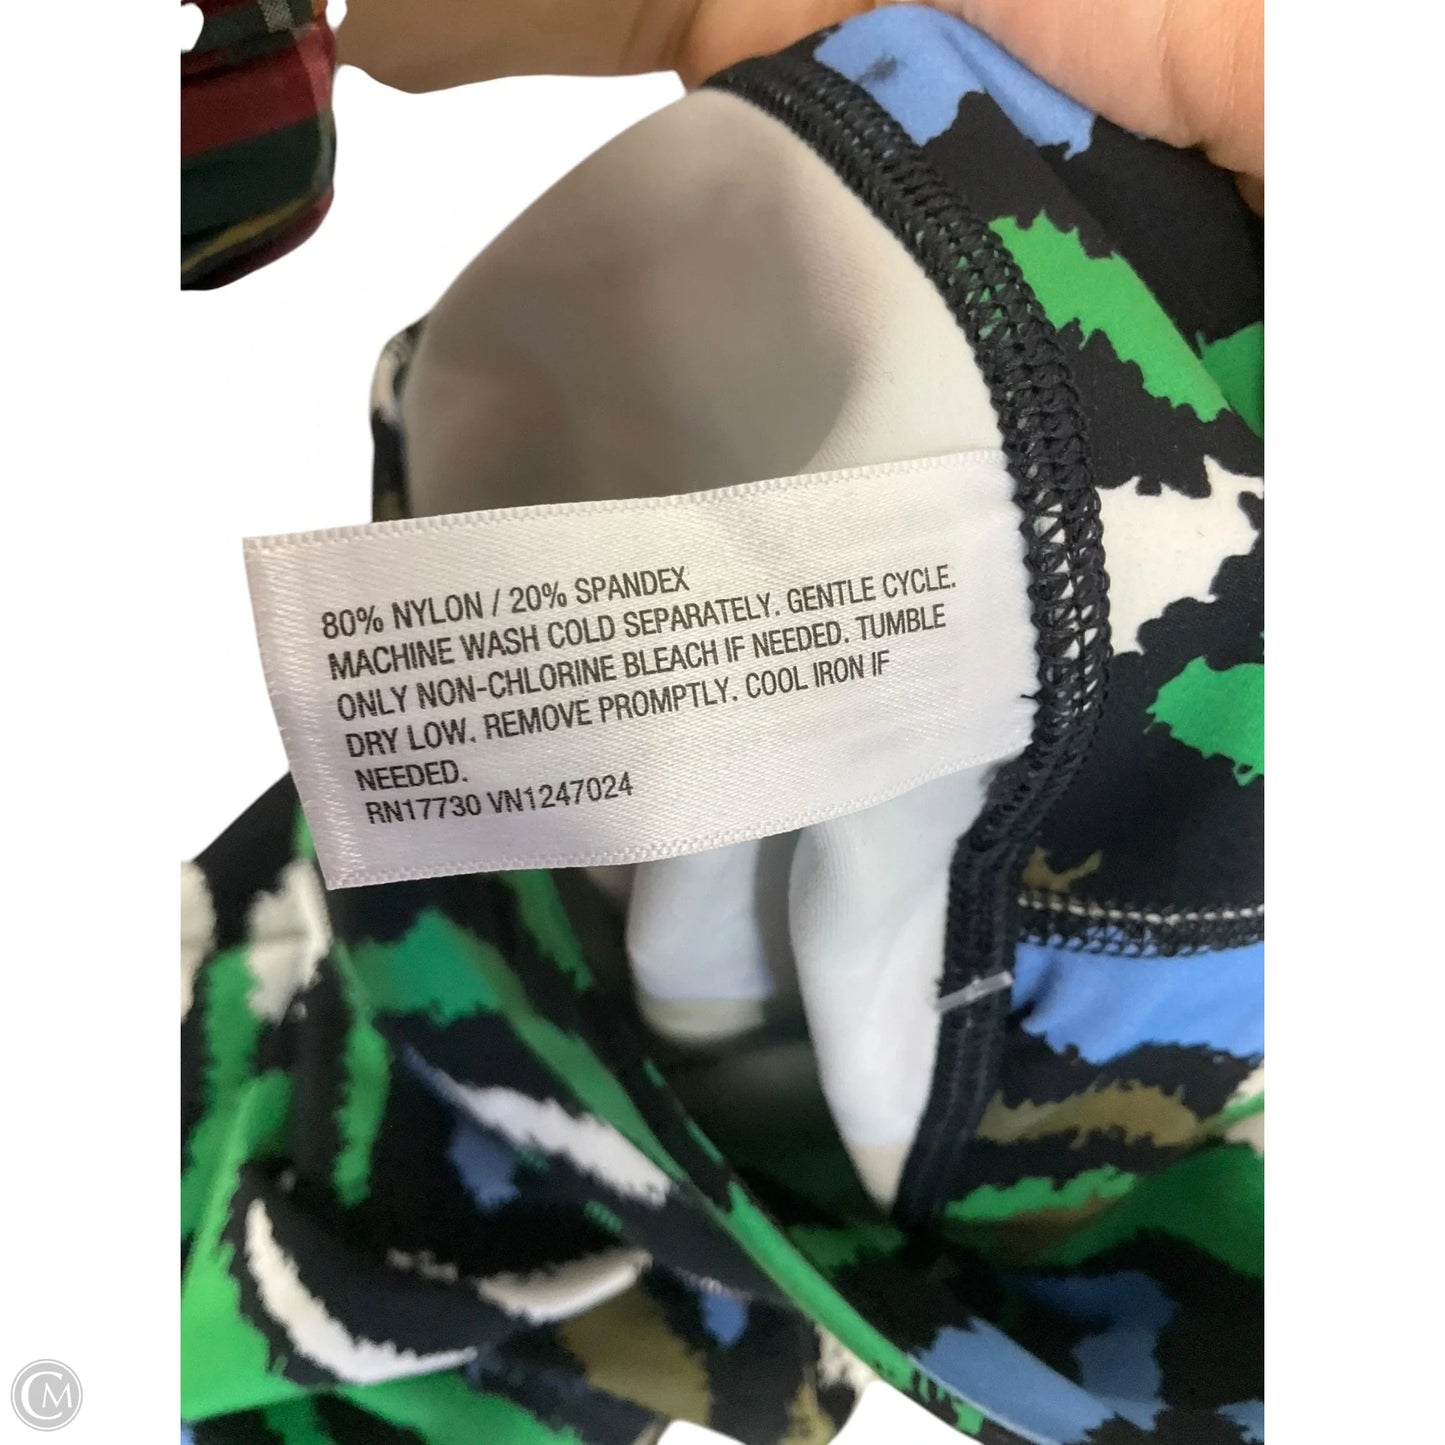 80% NYLON / 20% SPANDEX
MACHINE WASH COLD SEPARATELY. GENTLE CYCLE.
ONLY NON-CHLORINE BLEACH IF NEEDED. TUMBLE
DRY LOW. REMOVE PROMPTLY. COOL IRON IF
NEEDED.
RN17730 VN1247024
CM